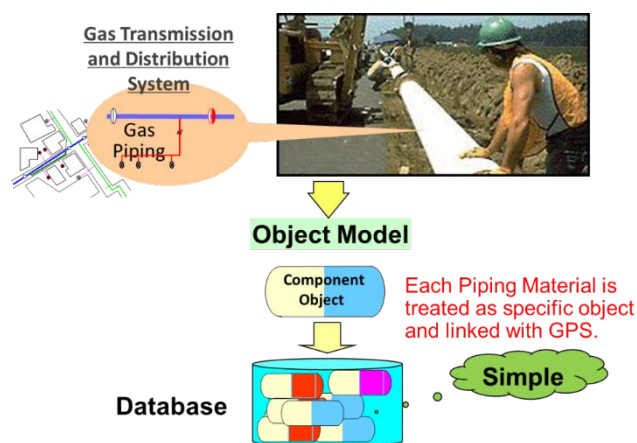 Gas Transmission
and Distribution
System
Gas
Piping
Object Model
Component
Object
Each Piping Material is
treated as specific object
and linked with GPS.
Simple
Database